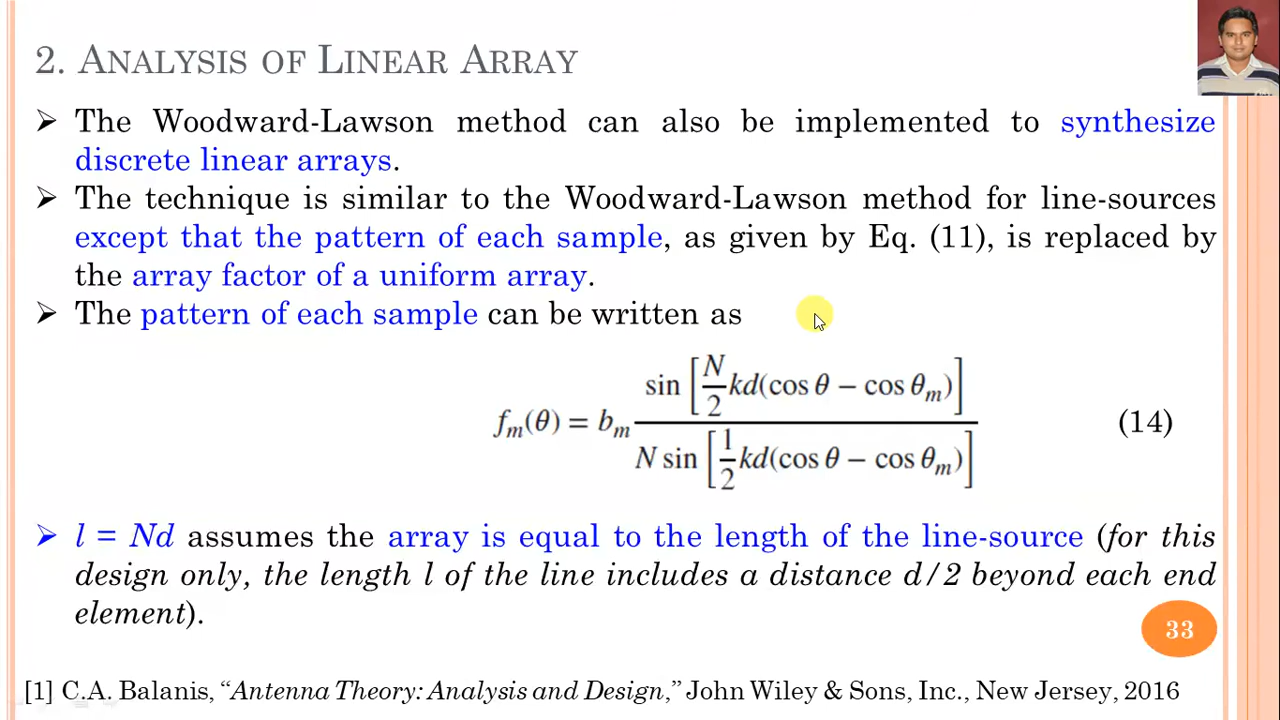 2. ANALYSIS OF LINEAR ARRAY
➢ The Woodward-Lawson method can also be implemented to synthesize
discrete linear arrays.
➢ The technique is similar to the Woodward-Lawson method for line-sources
except that the pattern of each sample, as given by Eq. (11), is replaced by
the array factor of a uniform array.
➢ The pattern of each sample can be written as
f_m(θ) = b_m sin[N/2 kd(cos θ − cos θ_m)] / N sin[1/2 kd(cos θ − cos θ_m)] (14)
➢ l = Nd assumes the array is equal to the length of the line-source (for this
design only, the length l of the line includes a distance d/2 beyond each end
element).
33
[1] C.A. Balanis, “Antenna Theory: Analysis and Design,” John Wiley & Sons, Inc., New Jersey, 2016